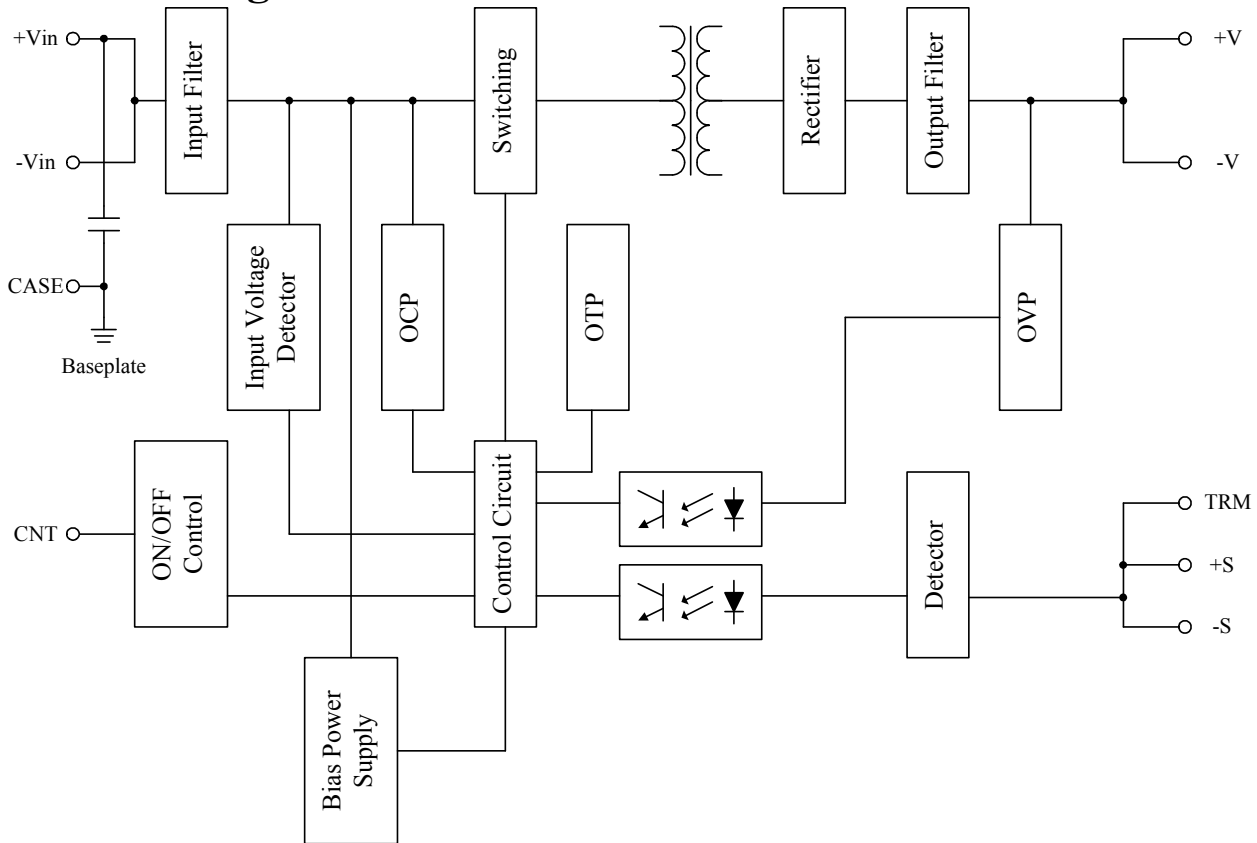 +Vin
Input Filter
Switching
Rectifier
Output Filter
+V
-Vin
-V
CASE
Baseplate
Input Voltage
Detector
OCP
OTP
OVP
CNT
ON/OFF
Control
Control Circuit
Detector
TRM
+S
-S
Bias Power
Supply